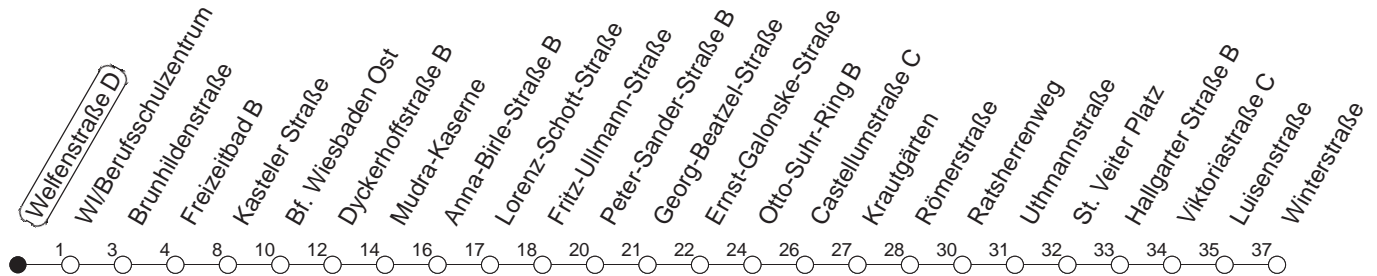 Welfenstraße D
WI/Berufsschulzentrum
Brunhildenstraße
Freizeitbad B
Kasteler Straße
Bf. Wiesbaden Ost
Dyckerhoffstraße B
Mudra-Kaserne
Anna-Birle-Straße B
Lorenz-Schott-Straße
Fritz-Ullmann-Straße
Peter-Sander-Straße B
Georg-Beatzel-Straße
Ernst-Galonske-Straße
Otto-Suhr-Ring B
Castellumstraße C
Krautgärten
Römerstraße
Ratsherrenweg
Uthmannstraße
St. Veiter Platz
Hallgarter Straße B
Viktoriastraße C
Luisenstraße
Winterstraße
1 3 4 8 10 12 14 16 17 18 20 21 22 24 26 27 28 30 31 32 33 34 35 37